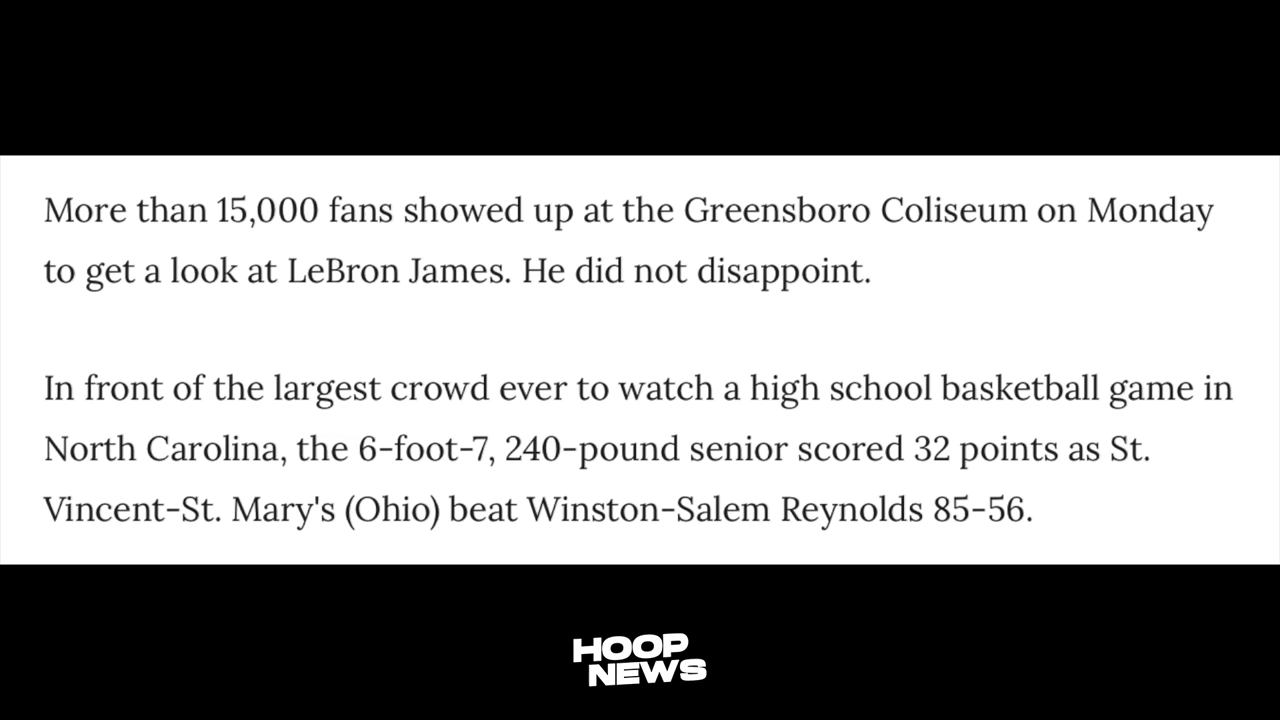 More than 15,000 fans showed up at the Greensboro Coliseum on Monday
to get a look at LeBron James. He did not disappoint.
In front of the largest crowd ever to watch a high school basketball game in
North Carolina, the 6-foot-7, 240-pound senior scored 32 points as St.
Vincent-St. Mary's (Ohio) beat Winston-Salem Reynolds 85-56.
HOOP
NEWS